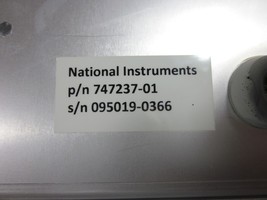 National Instruments
p/n 747237-01
s/n 095019-0366